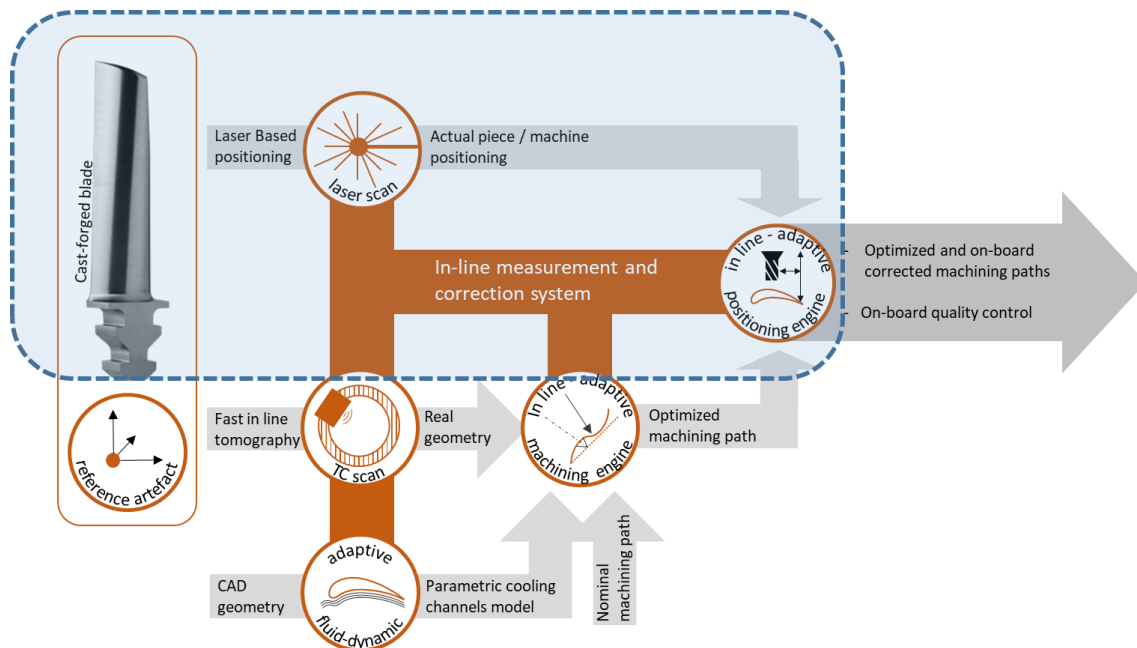 Cast-forged blade
reference artefact
Laser Based
positioning
laser scan
Actual piece / machine
positioning
In-line measurement and
correction system
in line - adaptive
positioning engine
- Optimized and on-board
corrected machining paths
- On-board quality control
Fast in line
tomography
TC scan
Real
geometry
In line - adaptive
machining engine
Optimized
machining path
CAD
geometry
adaptive
fluid-dynamic
Parametric cooling
channels model
Nominal
machining path